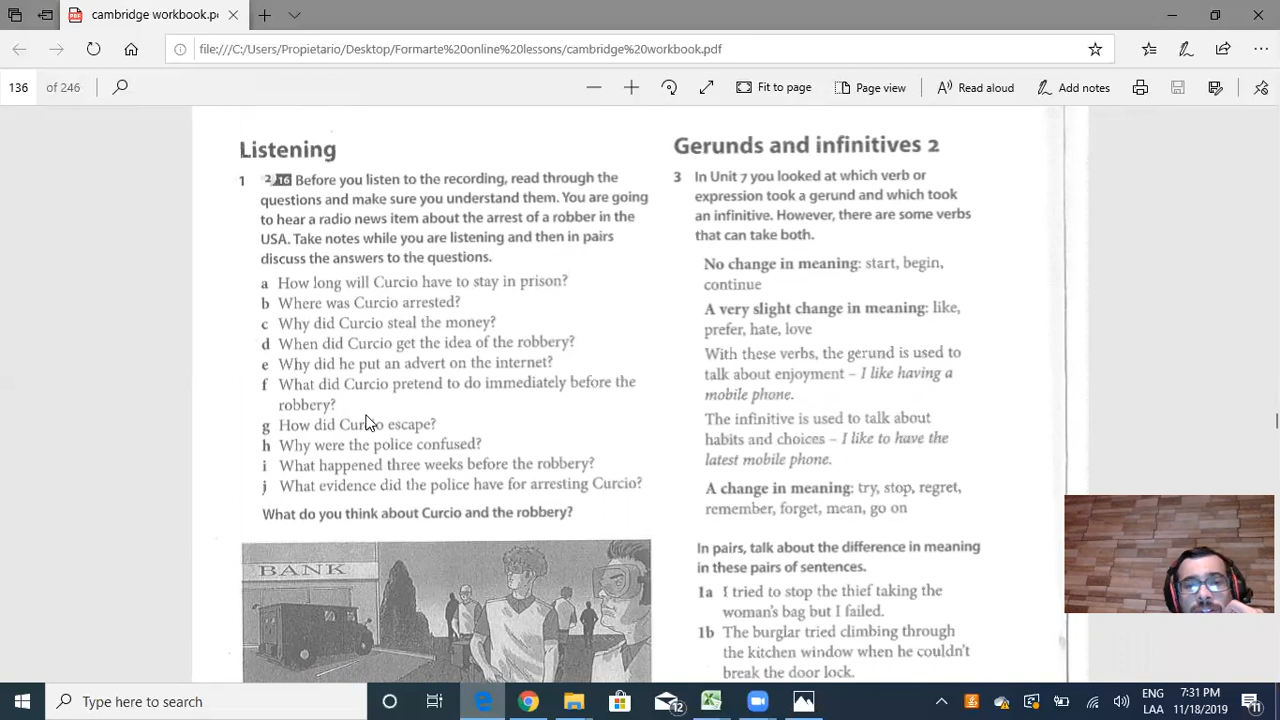 cambridge workbook.pd
file:///C:/Users/Propietario/Desktop/Formarte%20online%20lessons/cambridge%20workbook.pdf
136 of 246
Fit to page
Page view
Read aloud
Add notes
Listening
1 2 16 Before you listen to the recording, read through the
questions and make sure you understand them. You are going
to hear a radio news item about the arrest of a robber in the
USA. Take notes while you are listening and then in pairs
discuss the answers to the questions.
a How long will Curcio have to stay in prison?
b Where was Curcio arrested?
c Why did Curcio steal the money?
d When did Curcio get the idea of the robbery?
e Why did he put an advert on the internet?
f What did Curcio pretend to do immediately before the
robbery?
g How did Curcio escape?
h Why were the police confused?
i What happened three weeks before the robbery?
j What evidence did the police have for arresting Curcio?
What do you think about Curcio and the robbery?
BANK
Gerunds and infinitives 2
3 In Unit 7 you looked at which verb or
expression took a gerund and which took
an infinitive. However, there are some verbs
that can take both.
No change in meaning: start, begin,
continue
A very slight change in meaning: like,
prefer, hate, love
With these verbs, the gerund is used to
talk about enjoyment – I like having a
mobile phone.
The infinitive is used to talk about
habits and choices – I like to have the
latest mobile phone.
A change in meaning: try, stop, regret,
remember, forget, mean, go on
In pairs, talk about the difference in meaning
in these pairs of sentences.
1a I tried to stop the thief taking the
woman's bag but I failed.
1b The burglar tried climbing through
the kitchen window when he couldn't
break the door lock.
Type here to search
12
ENG
LAA
7:31 PM
11/18/2019
11